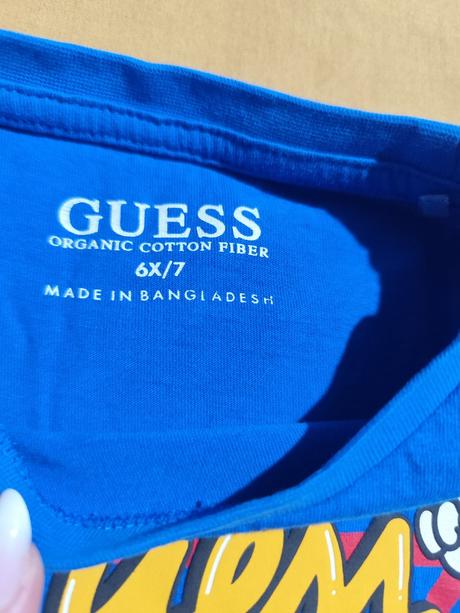 GUESS
ORGANIC COTTON FIBER
6X/7
MADE IN BANGLADESH